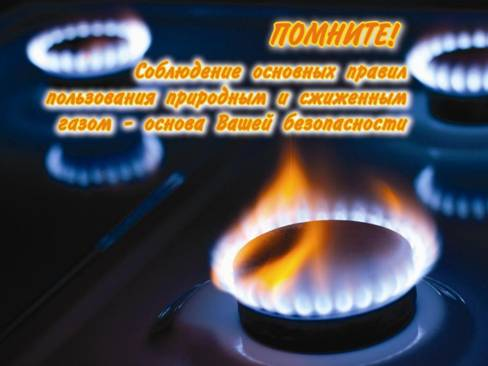 ПОМНИТЕ!
Соблюдение основных правил
пользования природным и сжиженным
газом - основа Вашей безопасности